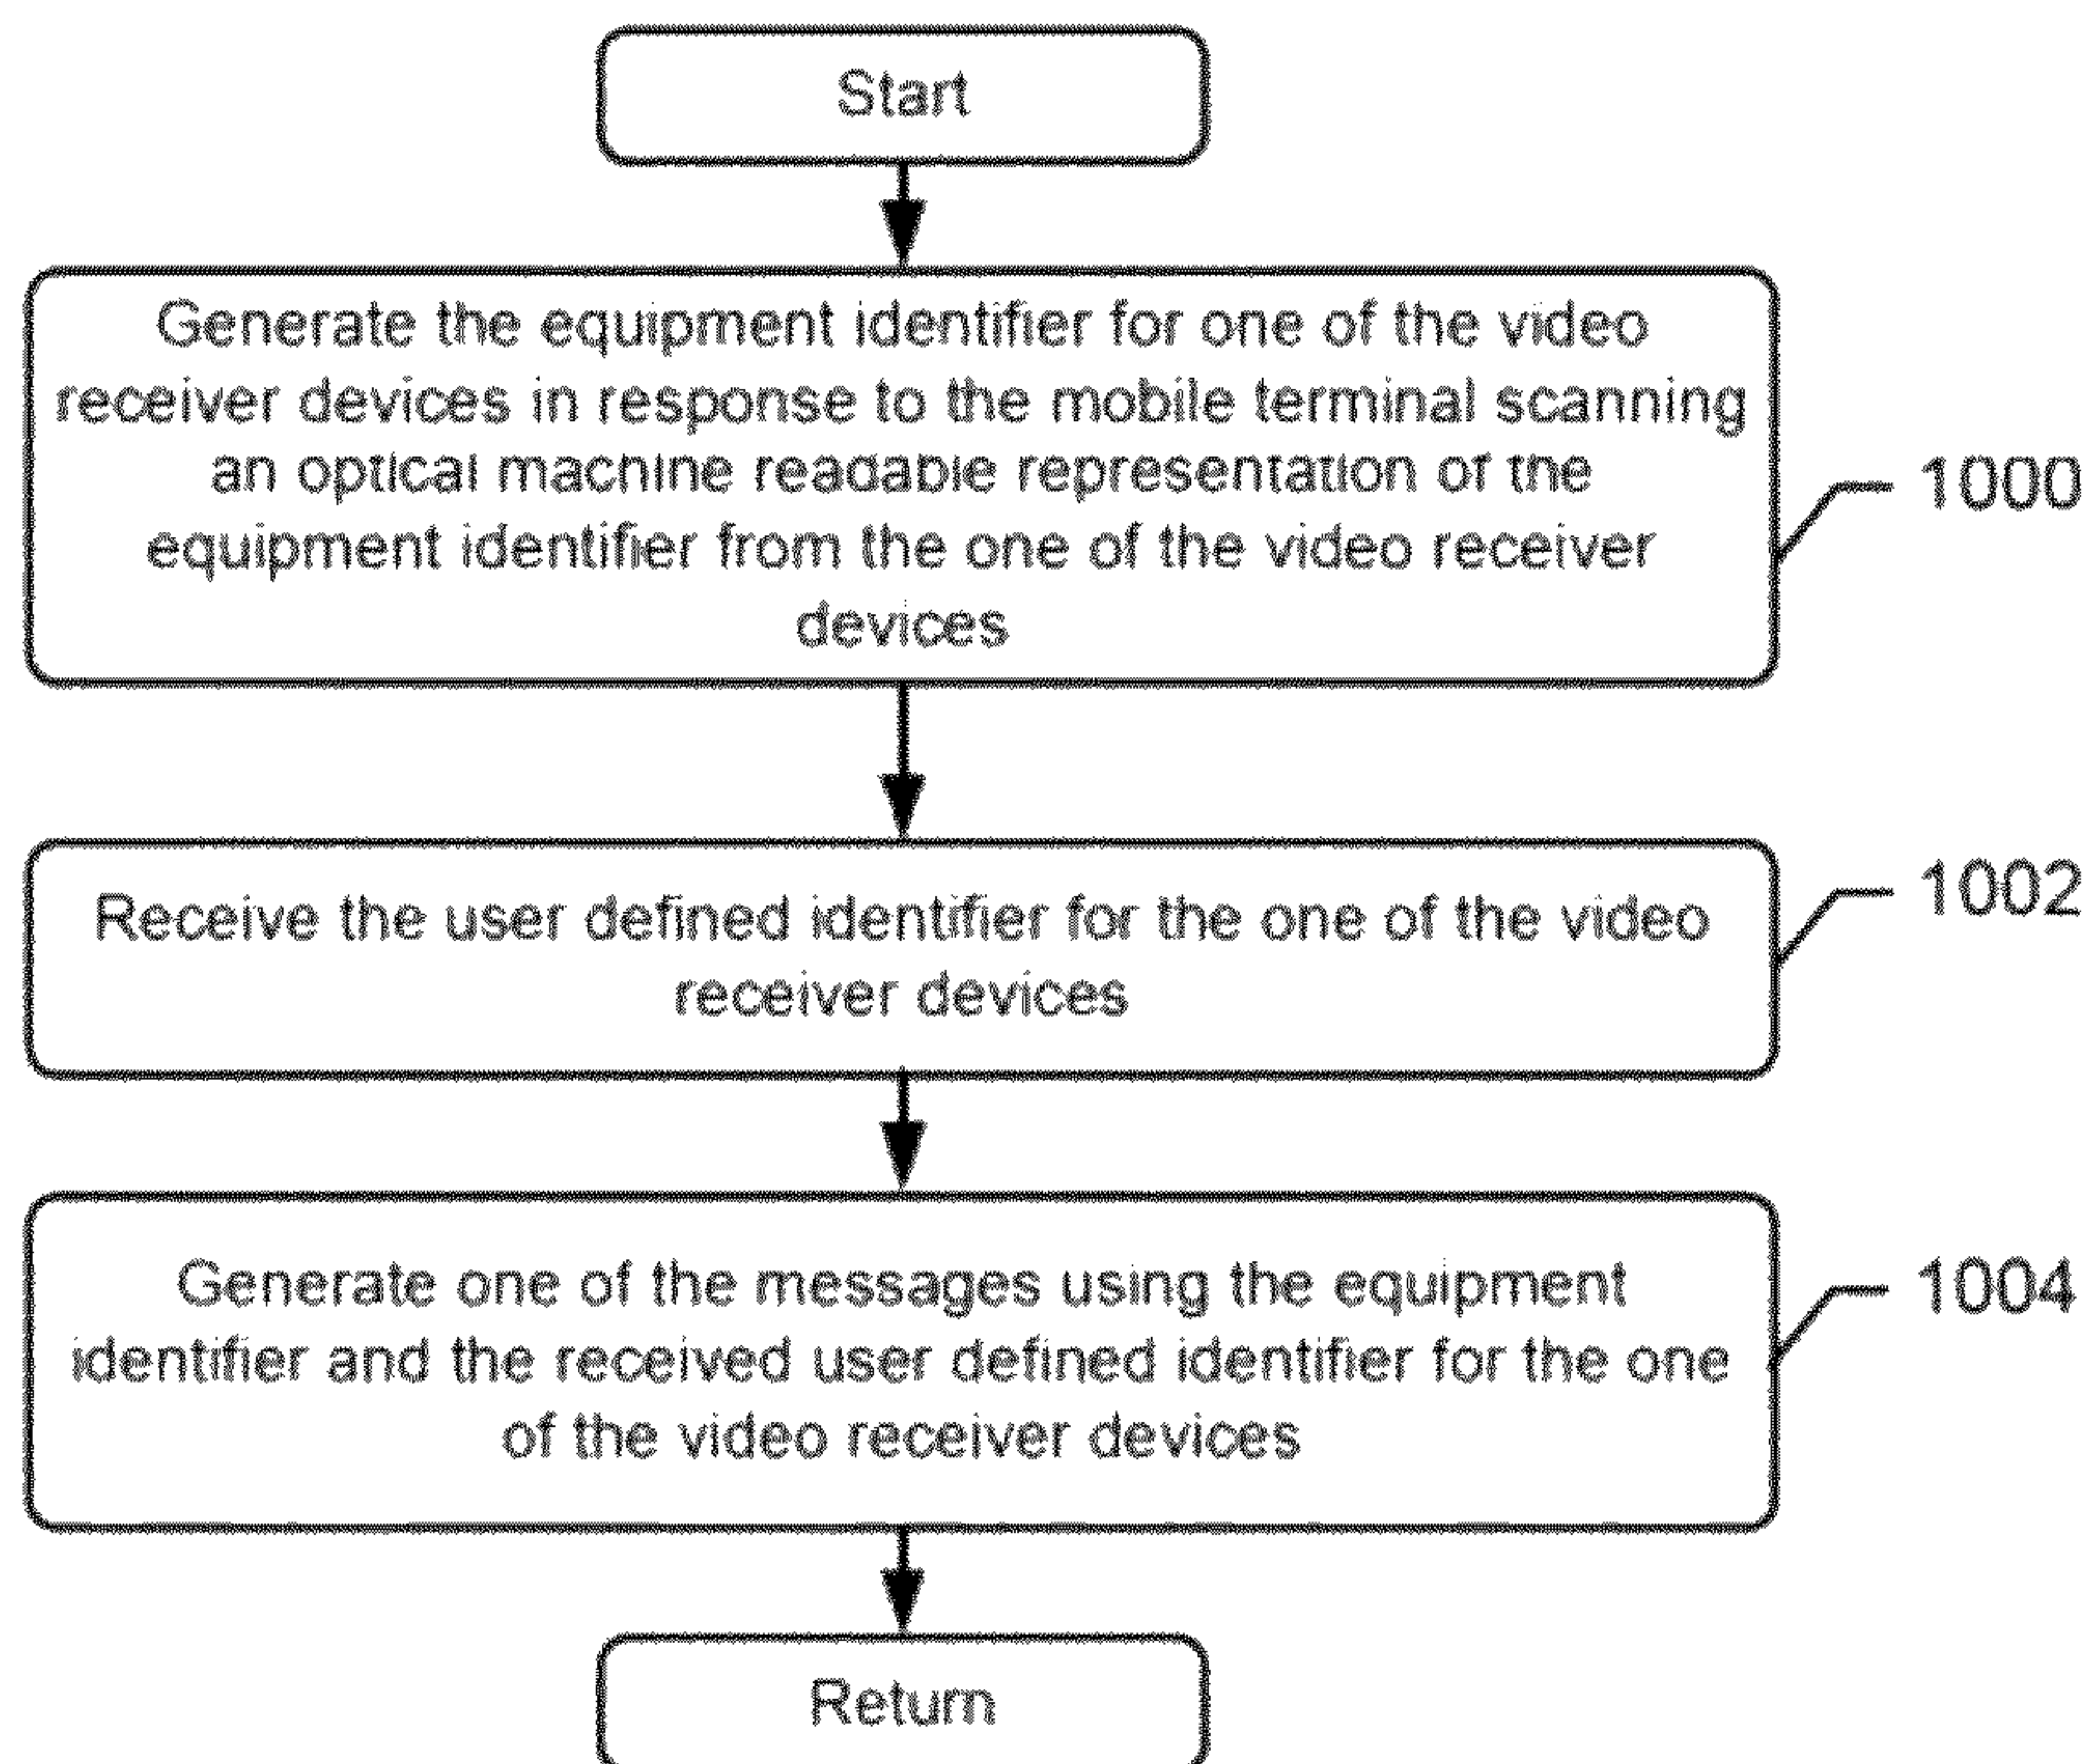 Start
Generate the equipment identifier for one of the video
receiver devices in response to the mobile terminal scanning
an optical machine readable representation of the
equipment identifier from the one of the video receiver
devices
1000
Receive the user defined identifier for the one of the video
receiver devices
1002
Generate one of the messages using the equipment
identifier and the received user defined identifier for the one
of the video receiver devices
1004
Return